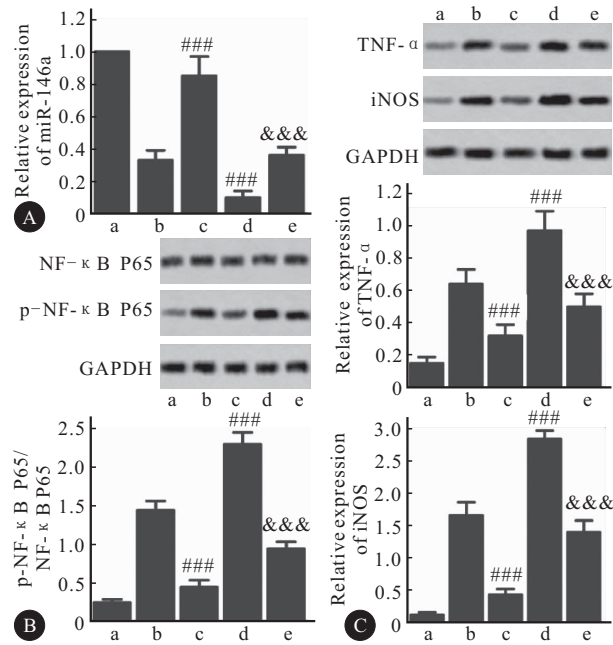 Relative expression
of miR-146a
1.2
1.0
0.8
0.6
0.4
0.2
0
###
###
&&&
a b c d e
A
NF-κB P65
p-NF-κB P65
GAPDH
a b c d e
p-NF-κB P65/
NF-κB P65
2.5
2.0
1.5
1.0
0.5
0
###
###
&&&
a b c d e
B
a b c d e
TNF-α
iNOS
GAPDH
Relative expression
of TNF-α
1.2
1.0
0.8
0.6
0.4
0.2
0
###
###
&&&
a b c d e
Relative expression
of iNOS
3.0
2.5
2.0
1.5
1.0
0.5
0
###
###
&&&
a b c d e
C